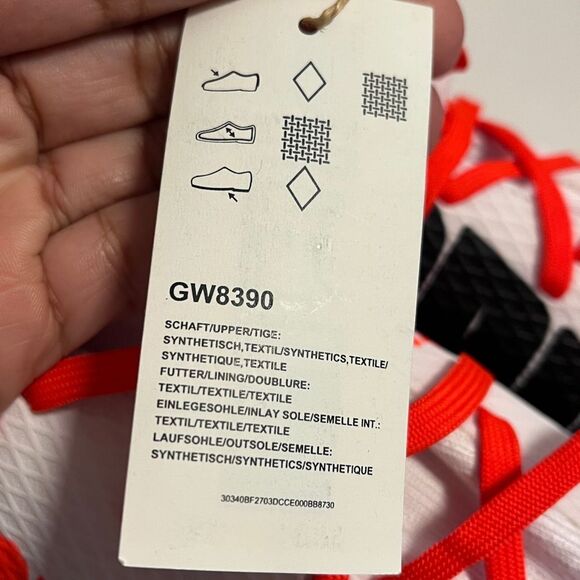 GW8390
SCHAFT/UPPER/TIGE:
SYNTHETISCH,TEXTIL/SYNTHETICS,TEXTILE/
SYNTHETIQUE,TEXTILE
FUTTER/LINING/DOUBLURE:
TEXTIL/TEXTILE/TEXTILE
EINLEGESOHLE/INLAY SOLE/SEMELLE INT.:
TEXTIL/TEXTILE/TEXTILE
LAUFSOHLE/OUTSOLE/SEMELLE:
SYNTHETISCH/SYNTHETICS/SYNTHETIQUE
30340BF2703DCCE000BB8730